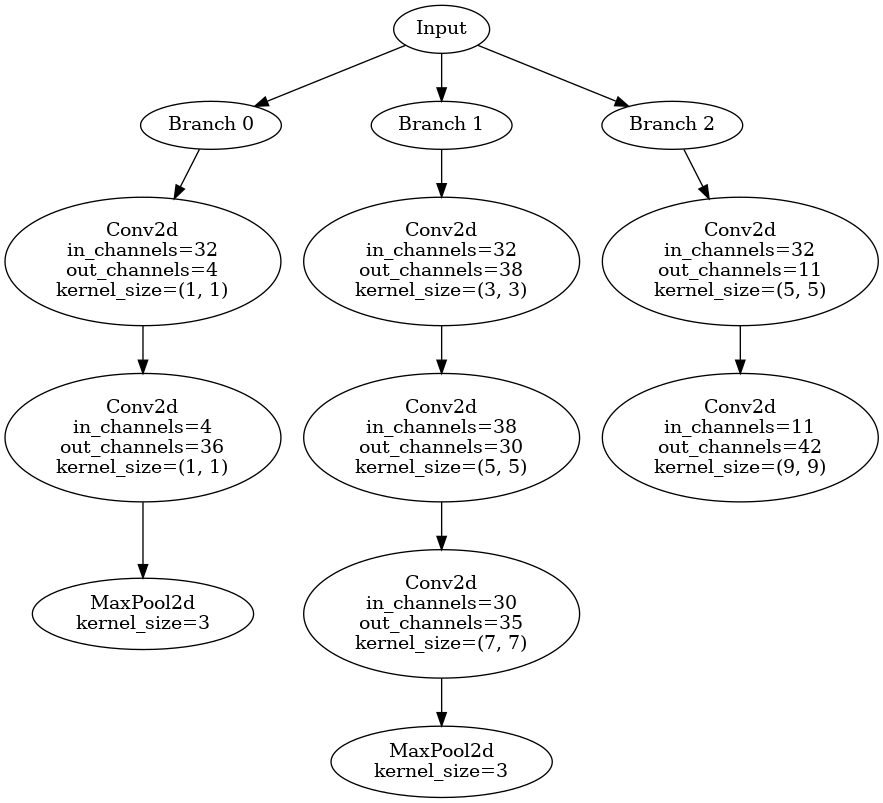 Input
Branch 0
Branch 1
Branch 2
Conv2d
in_channels=32
out_channels=4
kernel_size=(1, 1)
Conv2d
in_channels=32
out_channels=38
kernel_size=(3, 3)
Conv2d
in_channels=32
out_channels=11
kernel_size=(5, 5)
Conv2d
in_channels=4
out_channels=36
kernel_size=(1, 1)
Conv2d
in_channels=38
out_channels=30
kernel_size=(5, 5)
Conv2d
in_channels=11
out_channels=42
kernel_size=(9, 9)
MaxPool2d
kernel_size=3
Conv2d
in_channels=30
out_channels=35
kernel_size=(7, 7)
MaxPool2d
kernel_size=3